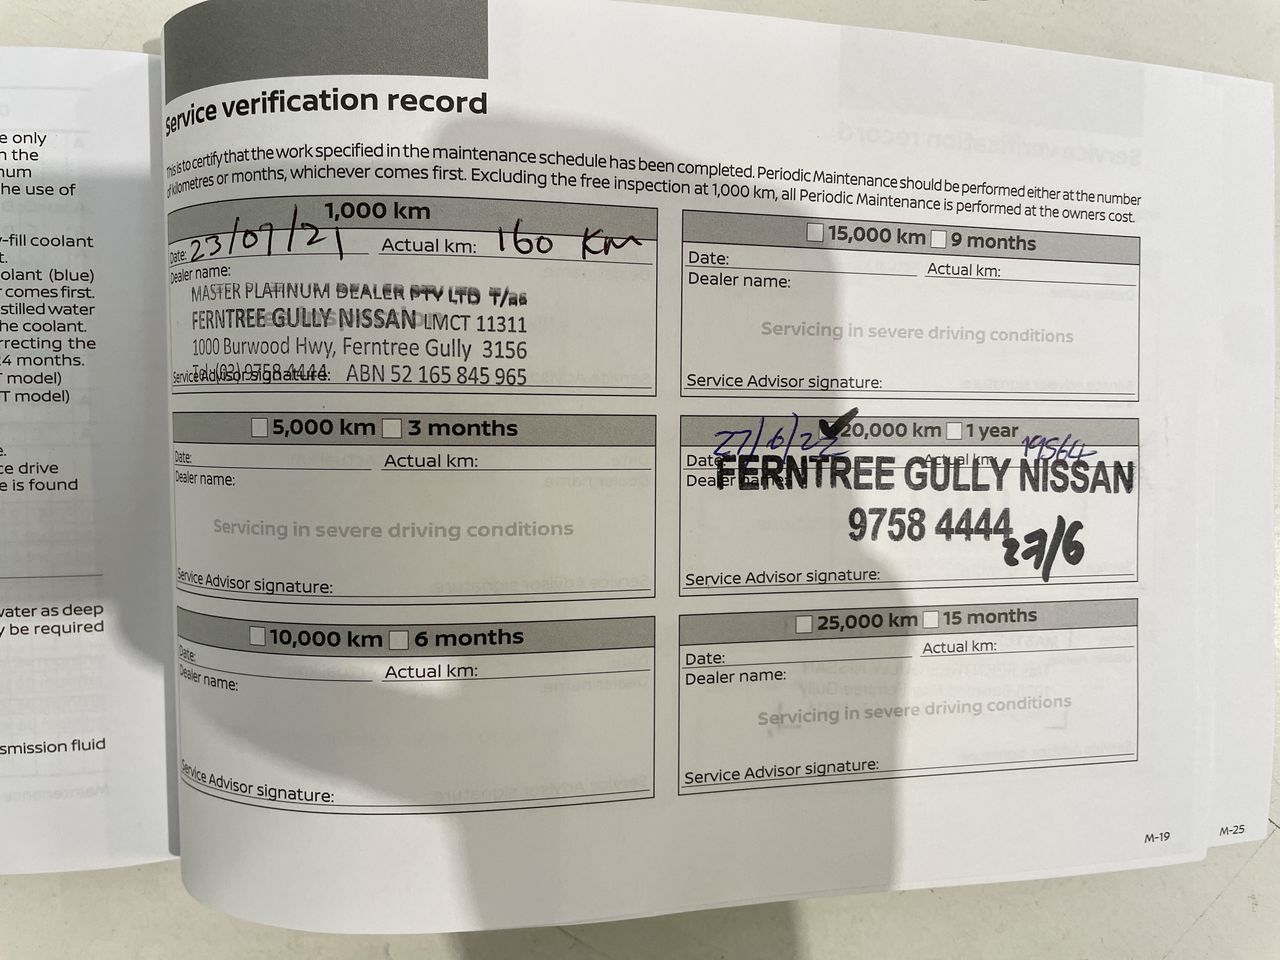 e only
n the
num
he use of
y-fill coolant
t.
olant (blue)
r comes first.
stilled water
he coolant.
rrecting the
24 months.
T model)
T model)
e.
ce drive
e is found
vater as deep
y be required
smission fluid
Service verification record
This is to certify that the work specified in the maintenance schedule has been completed. Periodic Maintenance should be performed either at the number
of kilometres or months, whichever comes first. Excluding the free inspection at 1,000 km, all Periodic Maintenance is performed at the owners cost.
1,000 km
Date: 23/07/21 Actual km: 160 Km
Dealer name:
MASTER PLATINUM DEALER PTY LTD T/as
FERNTREE GULLY NISSAN LMCT 11311
1000 Burwood Hwy, Ferntree Gully 3156
Tel: (03) 9758 4444 ABN 52 165 845 965
Service Advisor signature:
5,000 km 3 months
Date: Actual km:
Dealer name:
Servicing in severe driving conditions
Service Advisor signature:
10,000 km 6 months
Date: Actual km:
Dealer name:
Service Advisor signature:
15,000 km 9 months
Date: Actual km:
Dealer name:
Servicing in severe driving conditions
Service Advisor signature:
20,000 km 1 year
Date: 27/6/22 Actual km: 19564
Dealer name:
FERNTREE GULLY NISSAN
9758 4444
27/6
Service Advisor signature:
25,000 km 15 months
Date: Actual km:
Dealer name:
Servicing in severe driving conditions
Service Advisor signature:
M-19
M-25